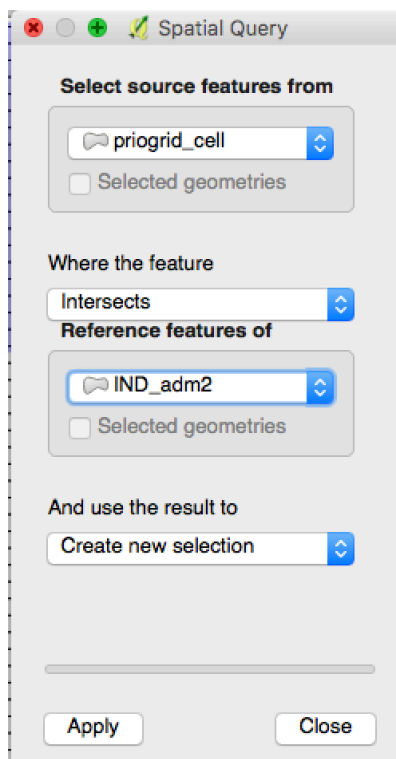 Spatial Query
Select source features from
priogrid_cell
Selected geometries
Where the feature
Intersects
Reference features of
IND_adm2
Selected geometries
And use the result to
Create new selection
Apply
Close